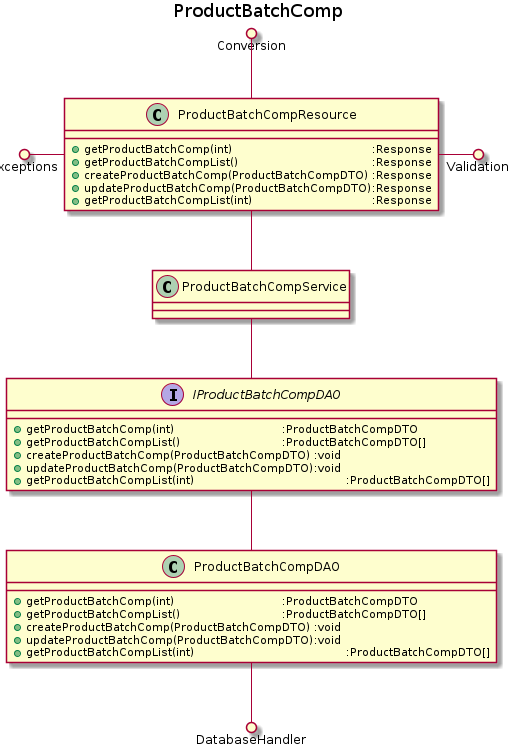 ProductBatchComp
Conversion
C ProductBatchCompResource
getProductBatchComp(int) :Response
xceptions
getProductBatchCompList() :Response
Validation
createProductBatchComp(ProductBatchCompDTO) :Response
updateProductBatchComp(ProductBatchCompDTO):Response
getProductBatchCompList(int) :Response
C ProductBatchCompService
I IProductBatchCompDAO
getProductBatchComp(int) :ProductBatchCompDTO
getProductBatchCompList() :ProductBatchCompDTO[]
createProductBatchComp(ProductBatchCompDTO) :void
updateProductBatchComp(ProductBatchCompDTO):void
getProductBatchCompList(int) :ProductBatchCompDTO[]
C ProductBatchCompDAO
getProductBatchComp(int) :ProductBatchCompDTO
getProductBatchCompList() :ProductBatchCompDTO[]
createProductBatchComp(ProductBatchCompDTO) :void
updateProductBatchComp(ProductBatchCompDTO):void
getProductBatchCompList(int) :ProductBatchCompDTO[]
DatabaseHandler